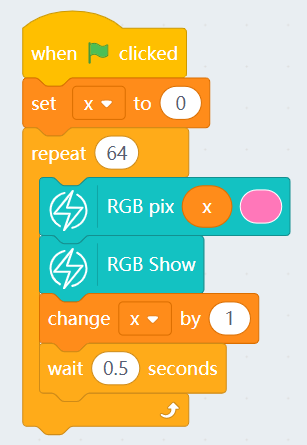 when clicked
set x to 0
repeat 64
RGB pix x
RGB Show
change x by 1
wait 0.5 seconds